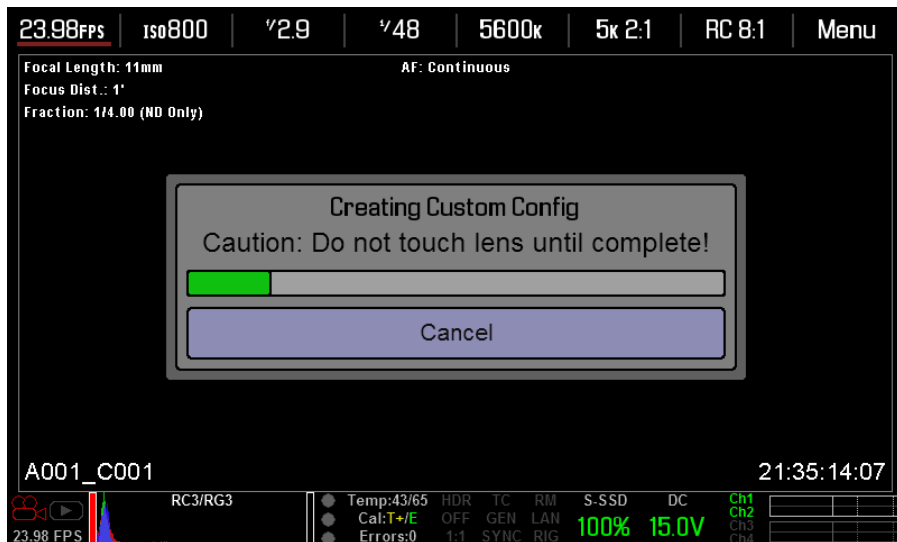 23.98FPS ISO800 1/2.9 1/48 5600K 5K 2:1 RC 8:1 Menu
Focal Length: 11mm AF: Continuous
Focus Dist.: 1'
Fraction: 1/4.00 (ND Only)
Creating Custom Config
Caution: Do not touch lens until complete!
Cancel
A001_C001 21:35:14:07
RC3/RG3 Temp:43/65 HDR TC RM S-SSD DC Ch1
Cal:T+/E OFF GEN LAN 100% 15.0V Ch2
23.98 FPS Errors:0 1:1 SYNC RIG Ch3
Ch4